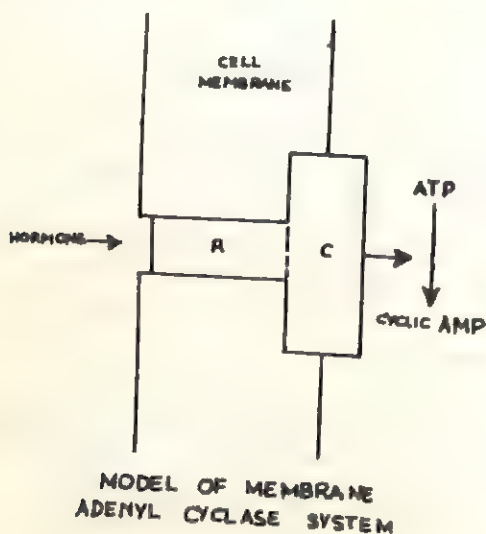 CELL
MEMBRANE
ATP
HORMONE
R
C
CYCLIC AMP
MODEL OF MEMBRANE
ADENYL CYCLASE SYSTEM